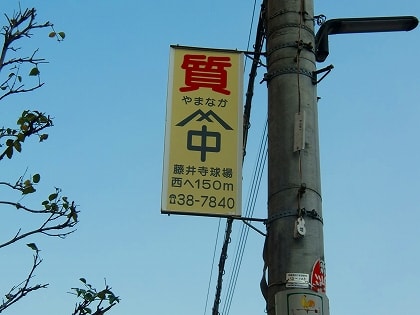 質
やまなか
中
藤井寺球場
西へ150m
☎38-7840